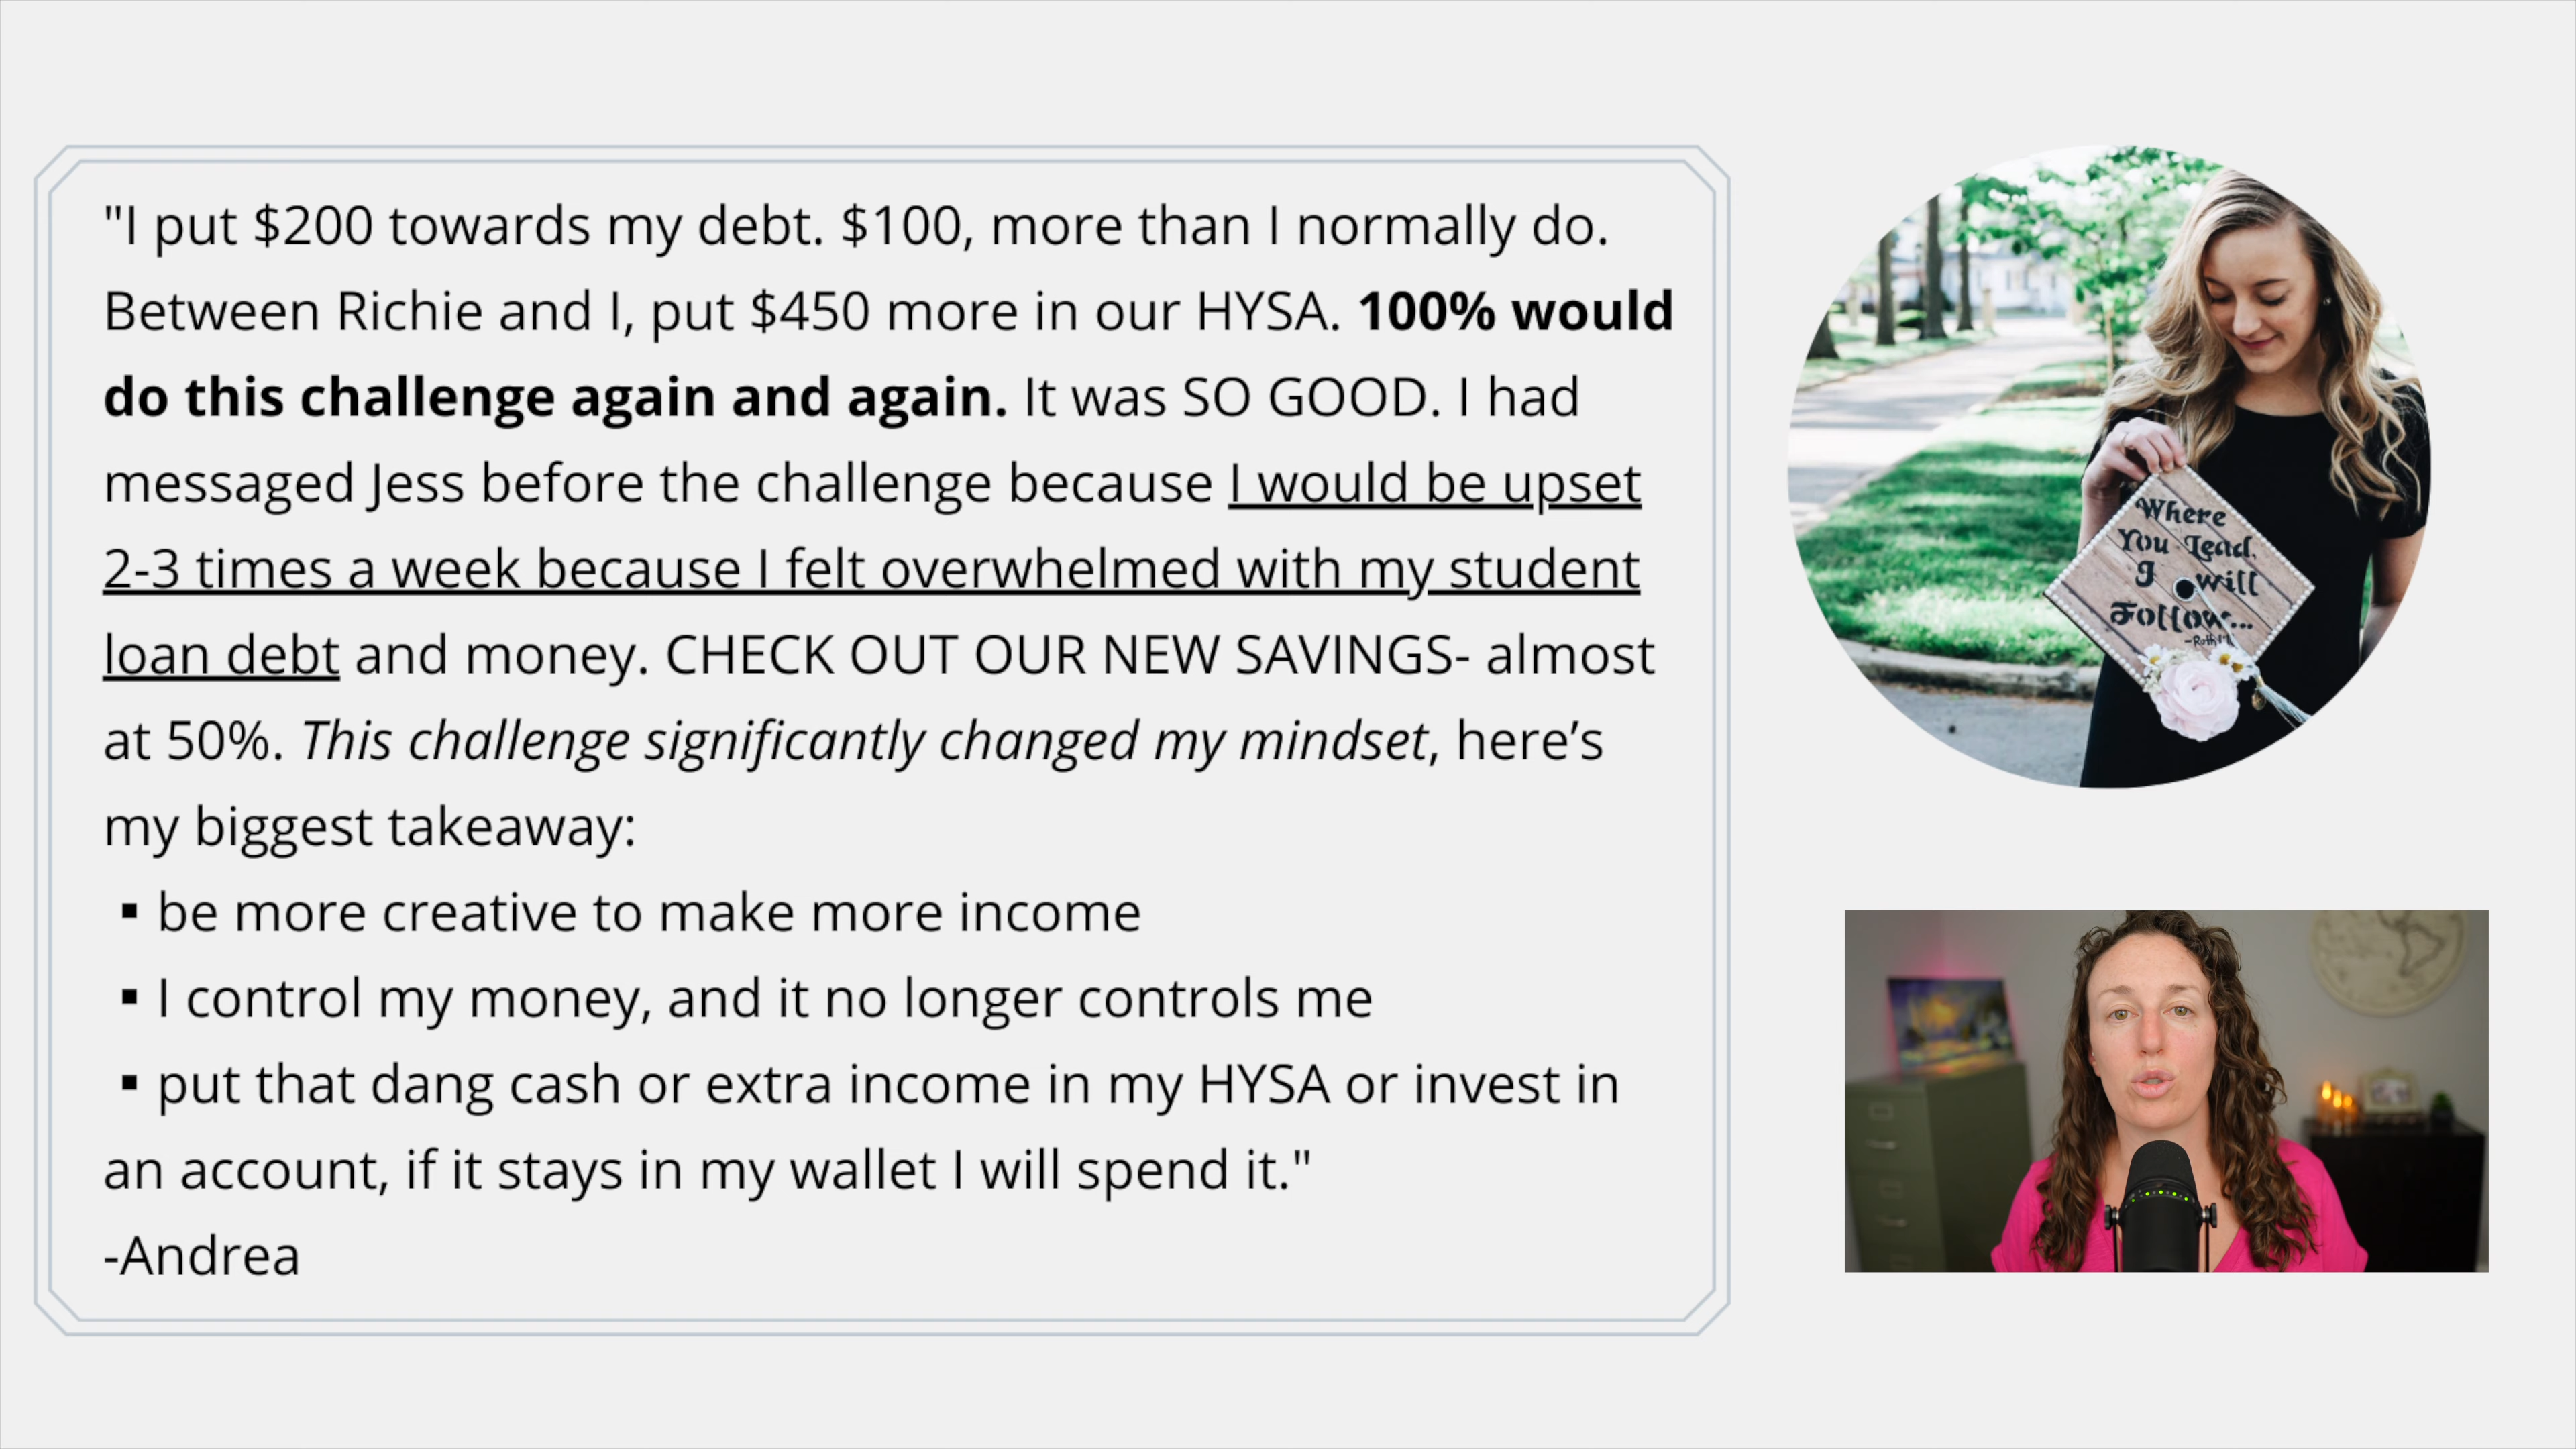 "I put $200 towards my debt. $100, more than I normally do.
Between Richie and I, put $450 more in our HYSA. 100% would
do this challenge again and again. It was SO GOOD. I had
messaged Jess before the challenge because I would be upset
2-3 times a week because I felt overwhelmed with my student
loan debt and money. CHECK OUT OUR NEW SAVINGS- almost
at 50%. This challenge significantly changed my mindset, here’s
my biggest takeaway:
▪ be more creative to make more income
▪ I control my money, and it no longer controls me
▪ put that dang cash or extra income in my HYSA or invest in
an account, if it stays in my wallet I will spend it."
-Andrea
Where
You Lead,
I will
Follow...